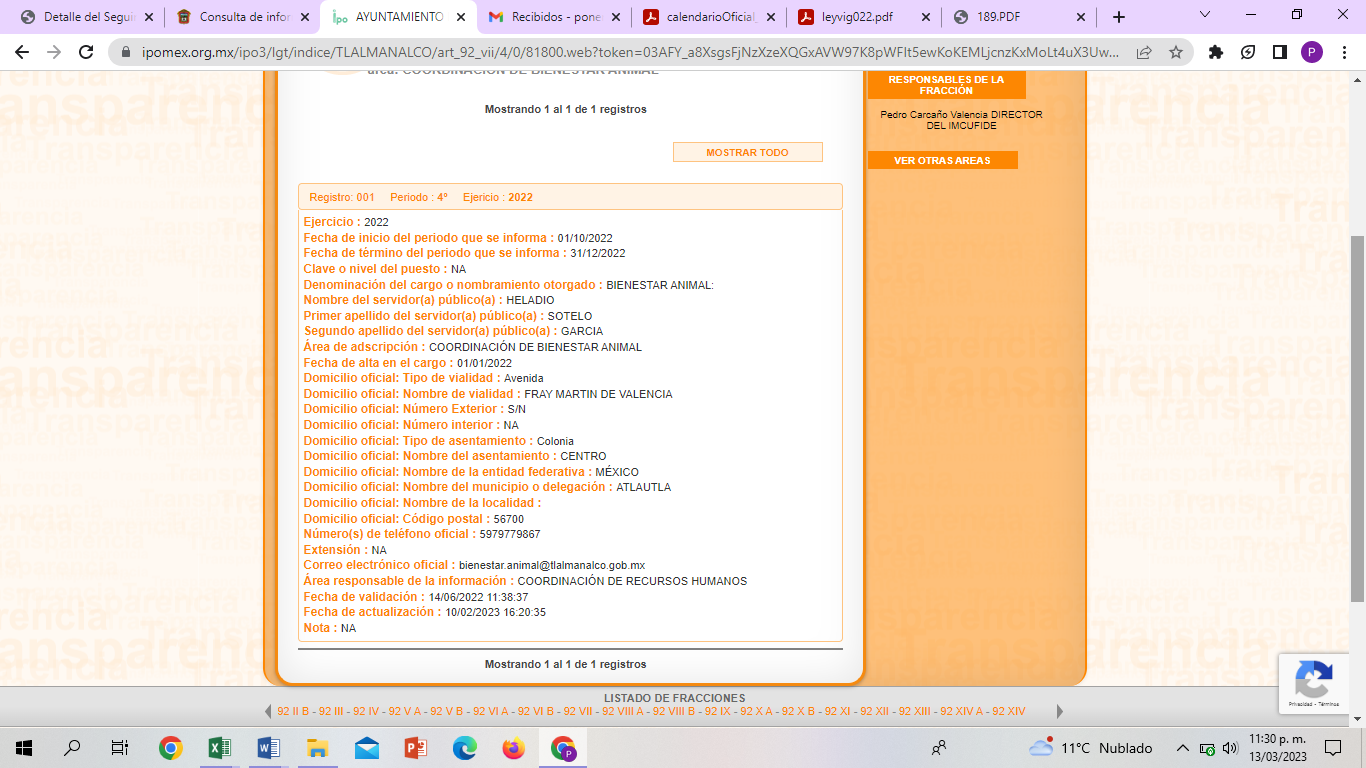 Detalle del Segui
Consulta de infor
ipo AYUNTAMIENTO
Recibidos - pone
calendarioOficial_
leyvig022.pdf
189.PDF
ipomex.org.mx/ipo3/lgt/indice/TLALMANALCO/art_92_vii/4/0/81800.web?token=03AFY_a8XsgsFjNzXzeXQGxAVW97K8pWFIt5ewKoKEMLjcnzKxMoLt4uX3Uw...
P
área: COORDINACIÓN DE BIENESTAR ANIMAL
Mostrando 1 al 1 de 1 registros
MOSTRAR TODO
RESPONSABLES DE LA
FRACCIÓN
Pedro Carcaño Valencia DIRECTOR
DEL IMCUFIDE
VER OTRAS AREAS
Registro: 001 Periodo : 4º Ejericio : 2022
Ejercicio : 2022
Fecha de inicio del periodo que se informa : 01/10/2022
Fecha de término del periodo que se informa : 31/12/2022
Clave o nivel del puesto : NA
Denominación del cargo o nombramiento otorgado : BIENESTAR ANIMAL:
Nombre del servidor(a) público(a) : HELADIO
Primer apellido del servidor(a) público(a) : SOTELO
Segundo apellido del servidor(a) público(a) : GARCIA
Área de adscripción : COORDINACIÓN DE BIENESTAR ANIMAL
Fecha de alta en el cargo : 01/01/2022
Domicilio oficial: Tipo de vialidad : Avenida
Domicilio oficial: Nombre de vialidad : FRAY MARTIN DE VALENCIA
Domicilio oficial: Número Exterior : S/N
Domicilio oficial: Número interior : NA
Domicilio oficial: Tipo de asentamiento : Colonia
Domicilio oficial: Nombre del asentamiento : CENTRO
Domicilio oficial: Nombre de la entidad federativa : MÉXICO
Domicilio oficial: Nombre del municipio o delegación : ATLAUTLA
Domicilio oficial: Nombre de la localidad :
Domicilio oficial: Código postal : 56700
Número(s) de teléfono oficial : 5979779867
Extensión : NA
Correo electrónico oficial : bienestar.animal@tlalmanalco.gob.mx
Área responsable de la información : COORDINACIÓN DE RECURSOS HUMANOS
Fecha de validación : 14/06/2022 11:38:37
Fecha de actualización : 10/02/2023 16:20:35
Nota : NA
Mostrando 1 al 1 de 1 registros
LISTADO DE FRACCIONES
92 II B - 92 III - 92 IV - 92 V A - 92 V B - 92 VI A - 92 VI B - 92 VII - 92 VIII A - 92 VIII B - 92 IX - 92 X A - 92 X B - 92 XI - 92 XII - 92 XIII - 92 XIV A - 92 XIV
Privacidad - Términos
11°C Nublado
11:30 p. m.
13/03/2023